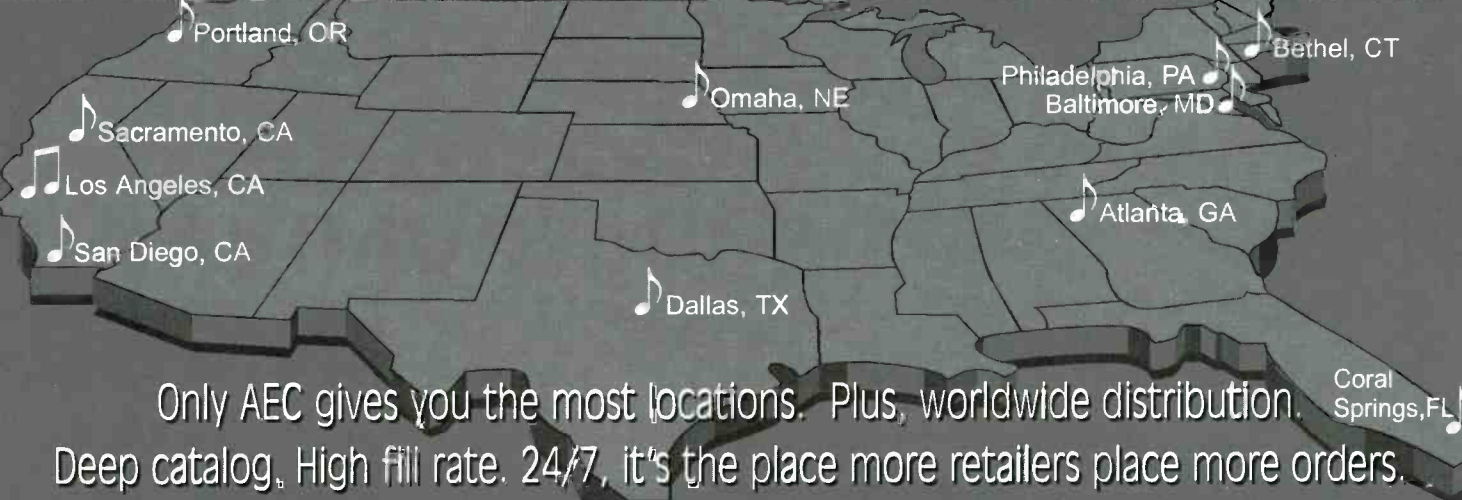 Portland, OR
Bethel, CT
Philadelphia, PA
Omaha, NE
Baltimore, MD
Sacramento, CA
Los Angeles, CA
Atlanta, GA
San Diego, CA
Dallas, TX
Coral
Springs, FL
Only AEC gives you the most locations. Plus, worldwide distribution.
Deep catalog. High fill rate. 24/7, it's the place more retailers place more orders.